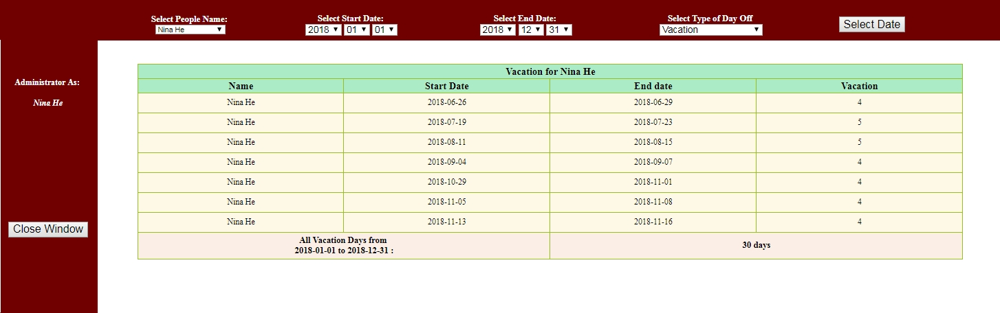 Select People Name: Select Start Date: Select End Date: Select Type of Day Off
Nina He 2018 01 01 2018 12 31 Vacation Select Date
Administrator As:
Nina He
Close Window
Vacation for Nina He
Name Start Date End date Vacation
Nina He 2018-06-26 2018-06-29 4
Nina He 2018-07-19 2018-07-23 5
Nina He 2018-08-11 2018-08-15 5
Nina He 2018-09-04 2018-09-07 4
Nina He 2018-10-29 2018-11-01 4
Nina He 2018-11-05 2018-11-08 4
Nina He 2018-11-13 2018-11-16 4
All Vacation Days from
2018-01-01 to 2018-12-31 :
30 days